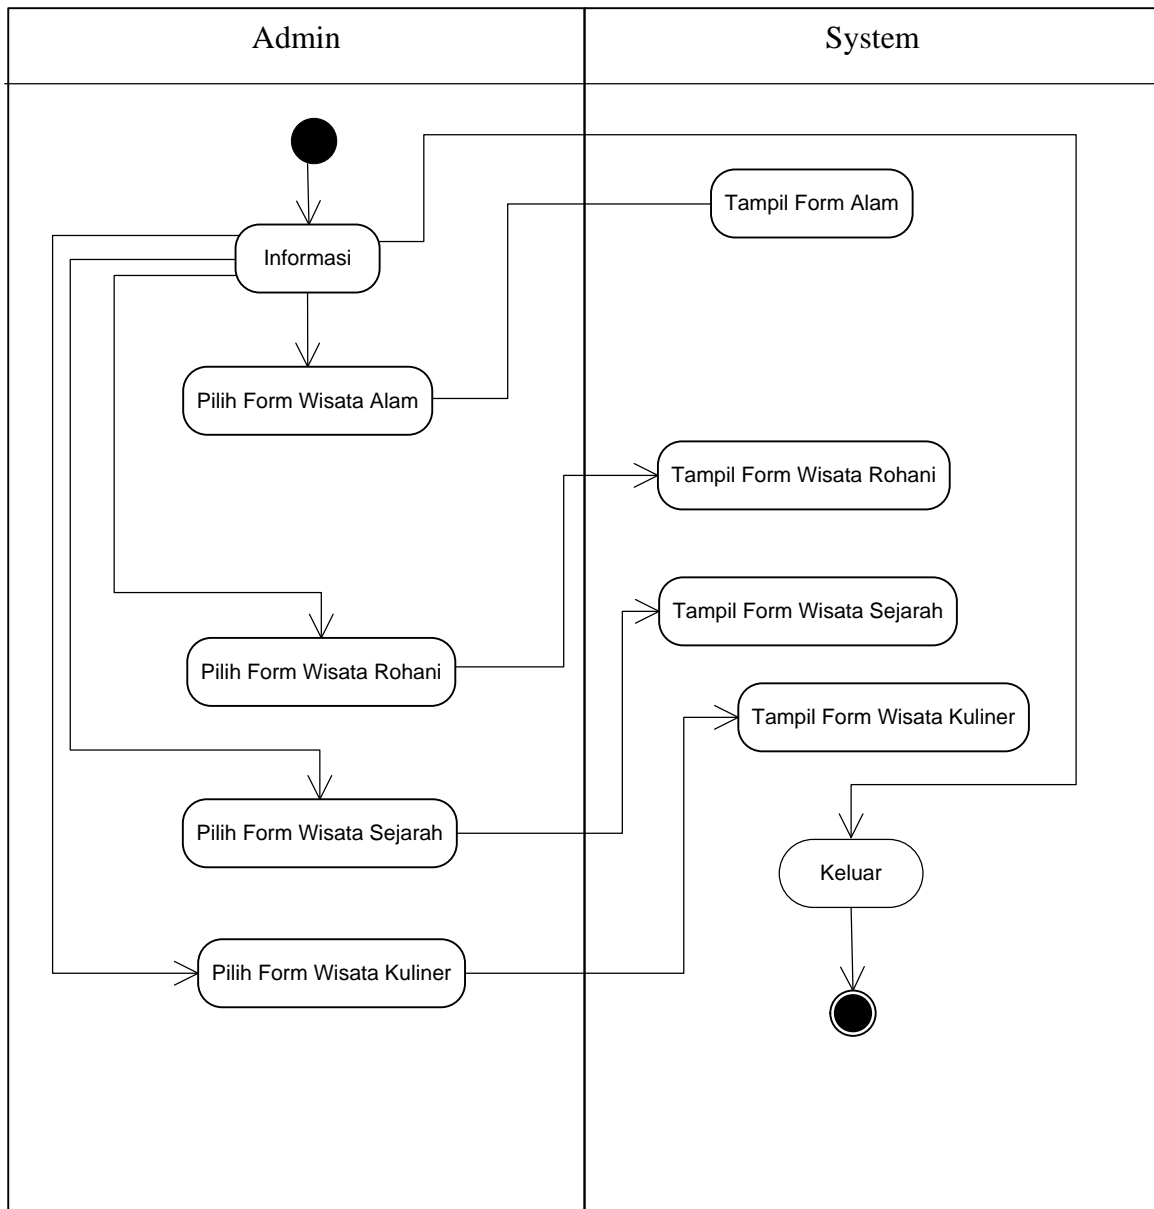 Admin
System
Tampil Form Alam
Informasi
Pilih Form Wisata Alam
Tampil Form Wisata Rohani
Tampil Form Wisata Sejarah
Pilih Form Wisata Rohani
Tampil Form Wisata Kuliner
Pilih Form Wisata Sejarah
Keluar
Pilih Form Wisata Kuliner